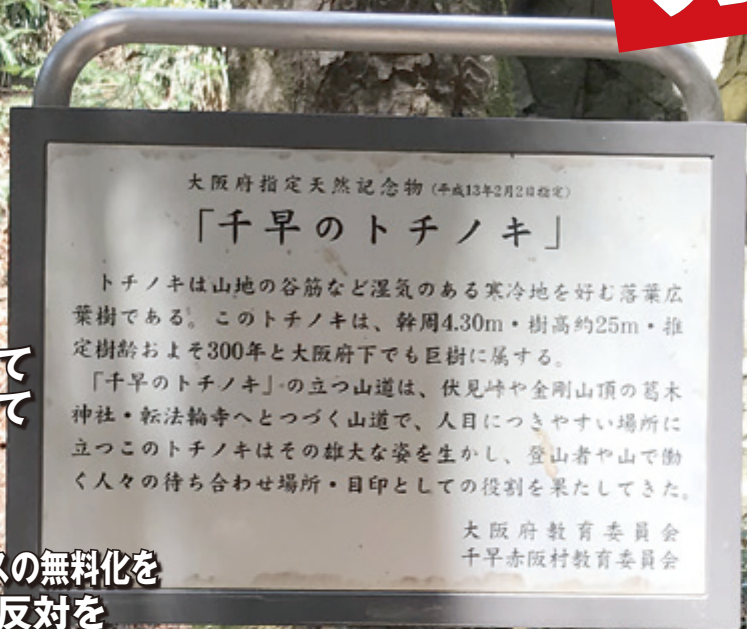 大阪府指定天然記念物（平成13年2月2日指定）
「千早のトチノキ」
トチノキは山地の谷筋など湿気のある寒冷地を好む落葉広
葉樹である。このトチノキは、幹周4.30m・樹高約25m・推
定樹齢およそ300年と大阪府下でも巨樹に属する。
「千早のトチノキ」の立つ山道は、伏見峠や金剛山頂の葛木
神社・転法輪寺へとつづく山道で、人目につきやすい場所に
立つこのトチノキはその雄大な姿を生かし、登山者や山で働
く人々の待ち合わせ場所・目印としての役割を果たしてきた。
大阪府教育委員会
千早赤阪村教育委員会
て
て
スの無料化を
反対を